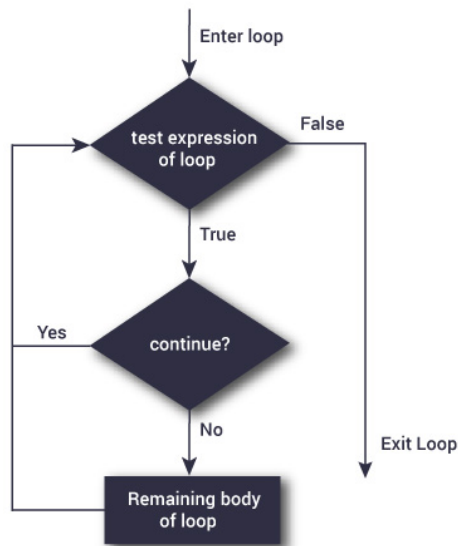 Enter loop
test expression
of loop
False
True
Yes
continue?
No
Exit Loop
Remaining body
of loop